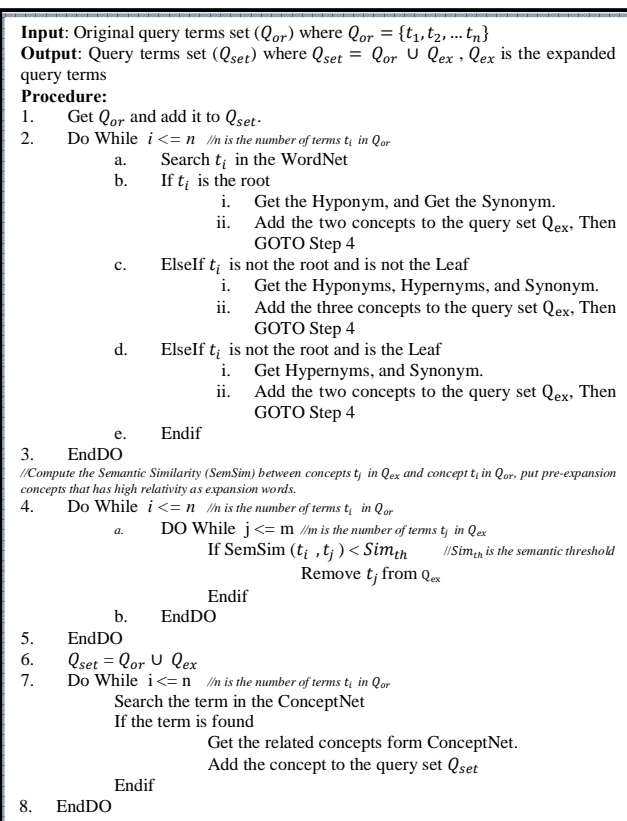 Input: Original query terms set (Q_or) where Q_or = {t_1, t_2, … t_n}
Output: Query terms set (Q_set) where Q_set = Q_or ∪ Q_ex , Q_ex is the expanded
query terms
Procedure:
1. Get Q_or and add it to Q_set.
2. Do While i <= n //n is the number of terms t_i in Q_or
a. Search t_i in the WordNet
b. If t_i is the root
i. Get the Hyponym, and Get the Synonym.
ii. Add the two concepts to the query set Q_ex, Then
GOTO Step 4
c. ElseIf t_i is not the root and is not the Leaf
i. Get the Hyponyms, Hypernyms, and Synonym.
ii. Add the three concepts to the query set Q_ex, Then
GOTO Step 4
d. ElseIf t_i is not the root and is the Leaf
i. Get Hypernyms, and Synonym.
ii. Add the two concepts to the query set Q_ex, Then
GOTO Step 4
e. Endif
3. EndDO
//Compute the Semantic Similarity (SemSim) between concepts t_j in Q_ex and concept t_i in Q_or, put pre-expansion
concepts that has high relativity as expansion words.
4. Do While i <= n //n is the number of terms t_i in Q_or
a. DO While j <= m //m is the number of terms t_j in Q_ex
If SemSim (t_i , t_j ) < Sim_th //Sim_th is the semantic threshold
Remove t_j from Q_ex
Endif
b. EndDO
5. EndDO
6. Q_set = Q_or ∪ Q_ex
7. Do While i <= n //n is the number of terms t_i in Q_or
Search the term in the ConceptNet
If the term is found
Get the related concepts form ConceptNet.
Add the concept to the query set Q_set
Endif
8. EndDO